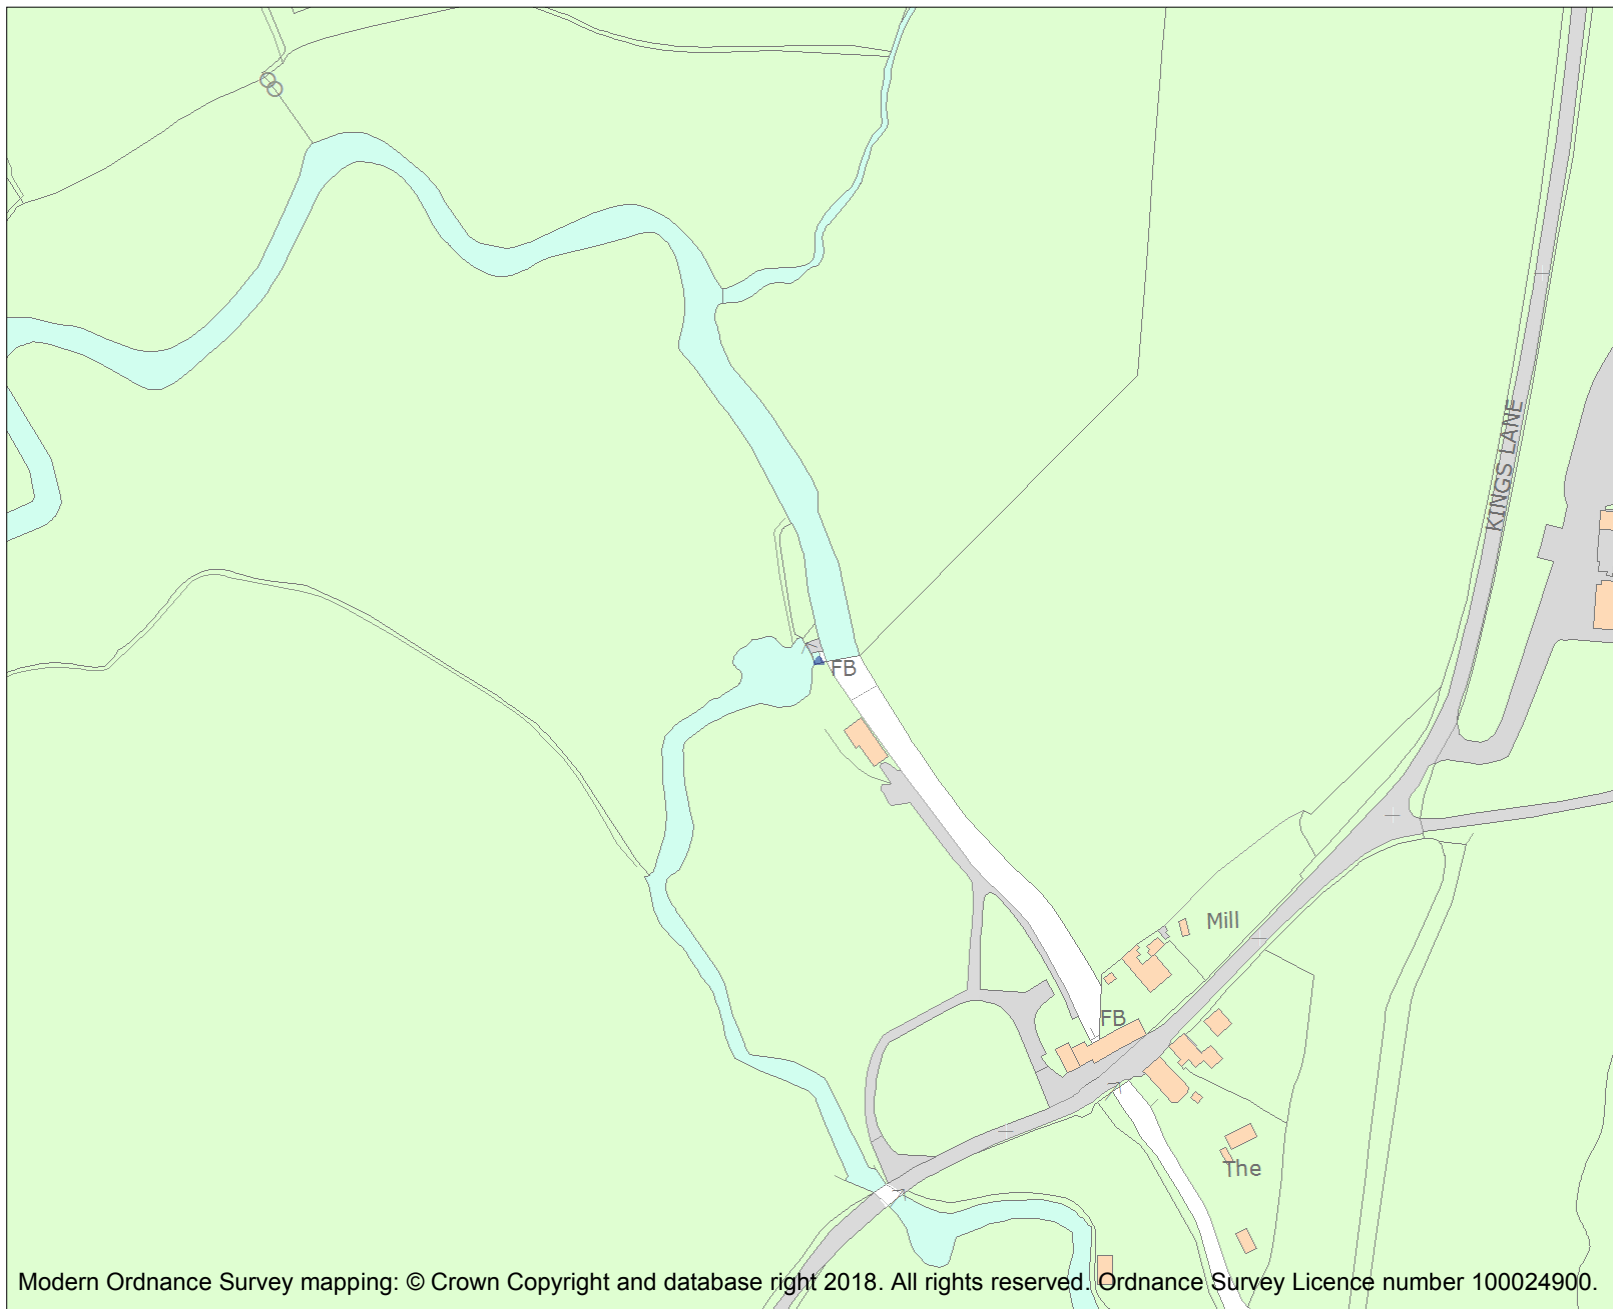 KINGS LANE
FB
Mill
FB
The
Modern Ordnance Survey mapping: © Crown Copyright and database right 2018. All rights reserved. Ordnance Survey Licence number 100024900.